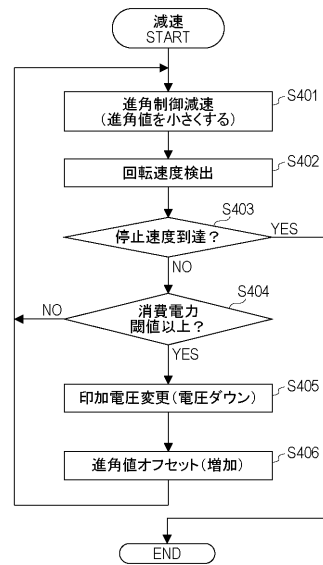 減速
START
進角制御減速
(進角値を小さくする)
S401
回転速度検出
S402
停止速度到達？
S403
YES
NO
消費電力
閾値以上？
S404
NO
YES
印加電圧変更(電圧ダウン)
S405
進角値オフセット(増加)
S406
END